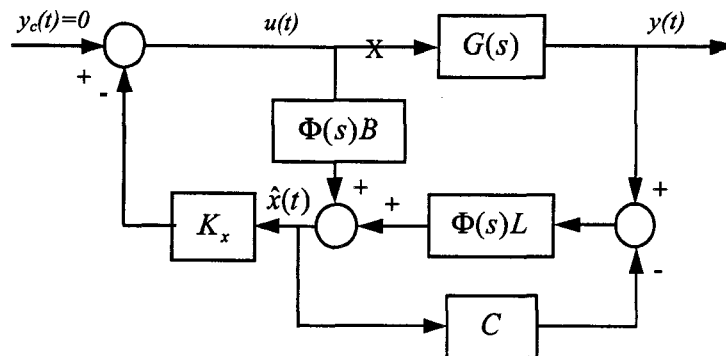 y_c(t)=0
u(t)
y(t)
X
G(s)
+
-
Φ(s)B
x̂(t)
+
+
+
K_x
Φ(s)L
-
C